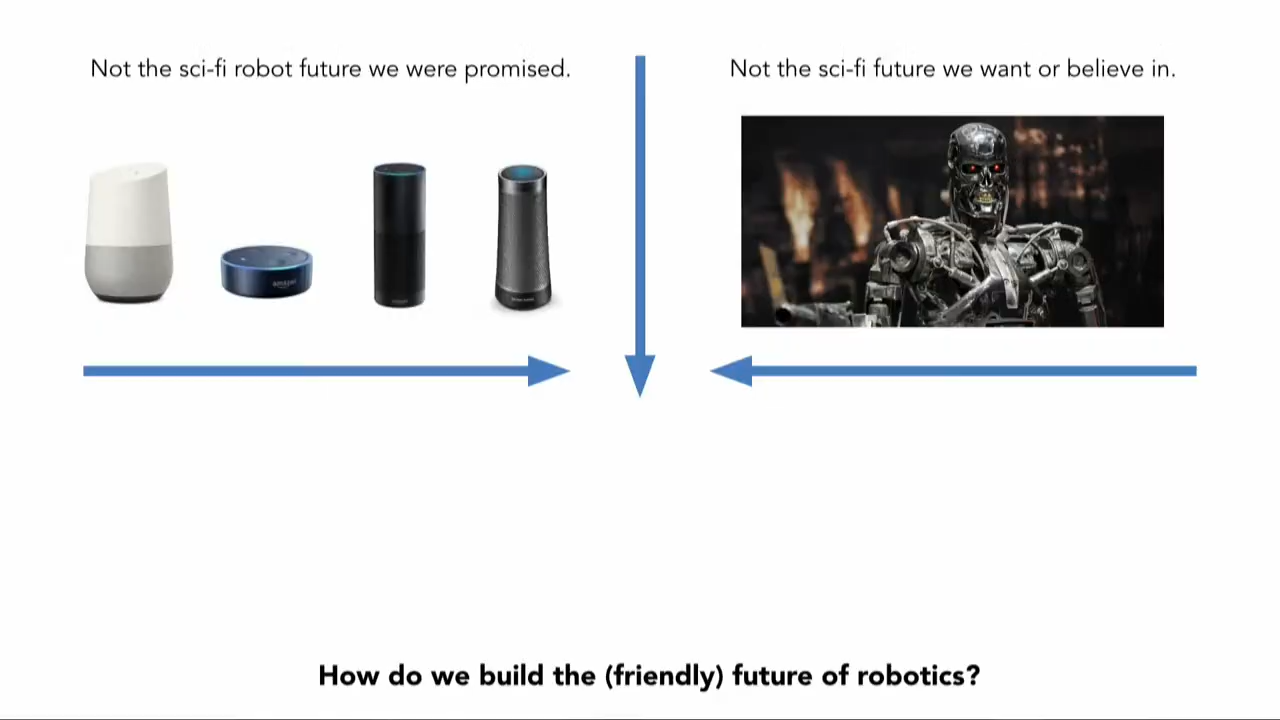 Not the sci-fi robot future we were promised.
Not the sci-fi future we want or believe in.
amazon
How do we build the (friendly) future of robotics?